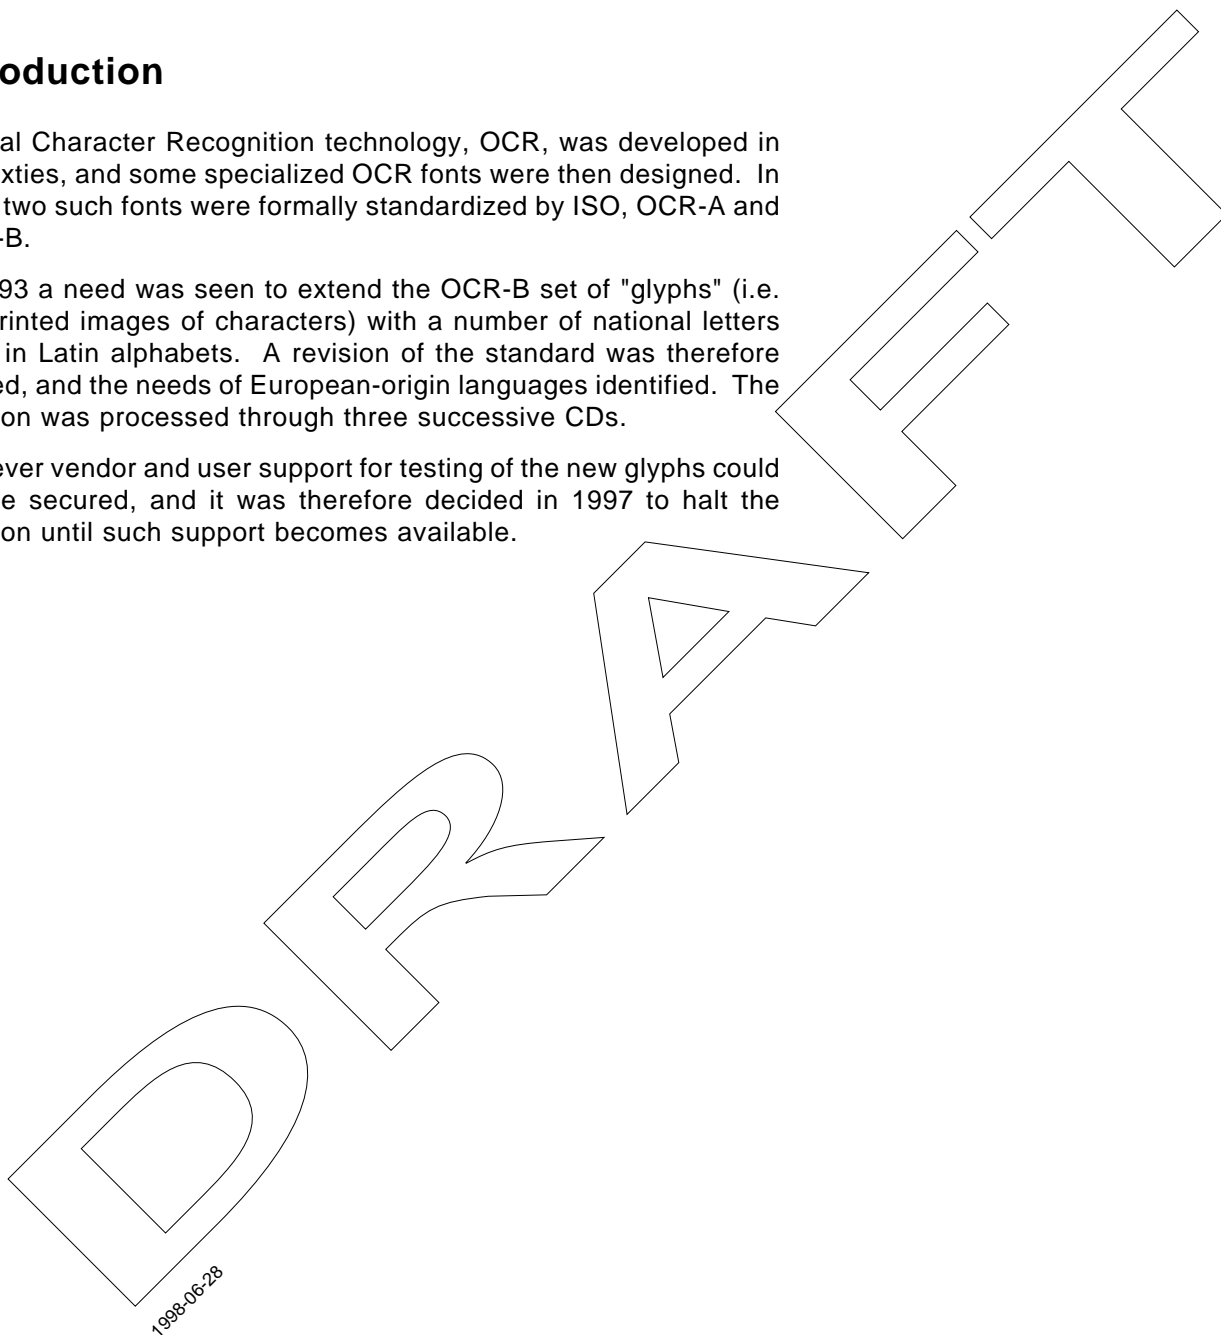 oduction
al Character Recognition technology, OCR, was developed in
xties, and some specialized OCR fonts were then designed. In
two such fonts were formally standardized by ISO, OCR-A and
-B.
93 a need was seen to extend the OCR-B set of "glyphs" (i.e.
rinted images of characters) with a number of national letters
in Latin alphabets. A revision of the standard was therefore
ed, and the needs of European-origin languages identified. The
on was processed through three successive CDs.
ever vendor and user support for testing of the new glyphs could
e secured, and it was therefore decided in 1997 to halt the
on until such support becomes available.
DRAFT
1998-06-28